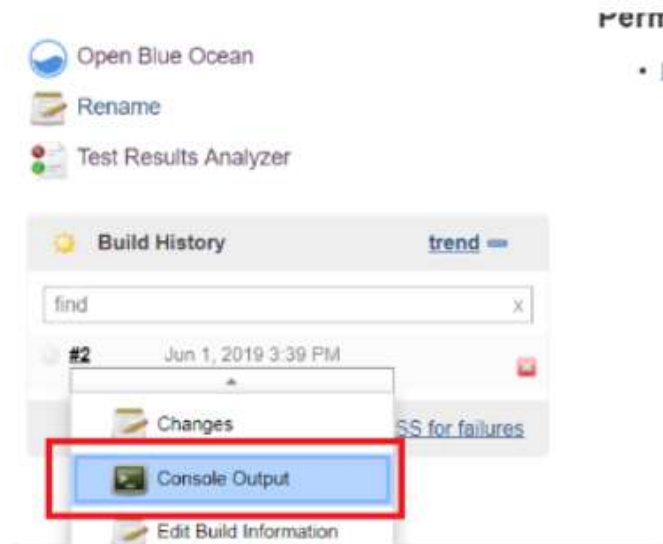 Open Blue Ocean
Rename
Test Results Analyzer
Build History trend
find x
#2 Jun 1, 2019 3:39 PM
Changes
SS for failures
Console Output
Edit Build Information